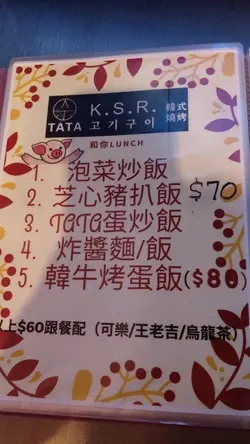 K.S.R. 韓式
TATA 고기구이 燒烤
和你LUNCH
1. 泡菜炒飯
2. 芝心豬扒飯 $70
3. TATA蛋炒飯
4. 炸醬麵/飯
5. 韓牛烤蛋飯($80)
以上$60跟餐配（可樂/王老吉/烏龍茶）